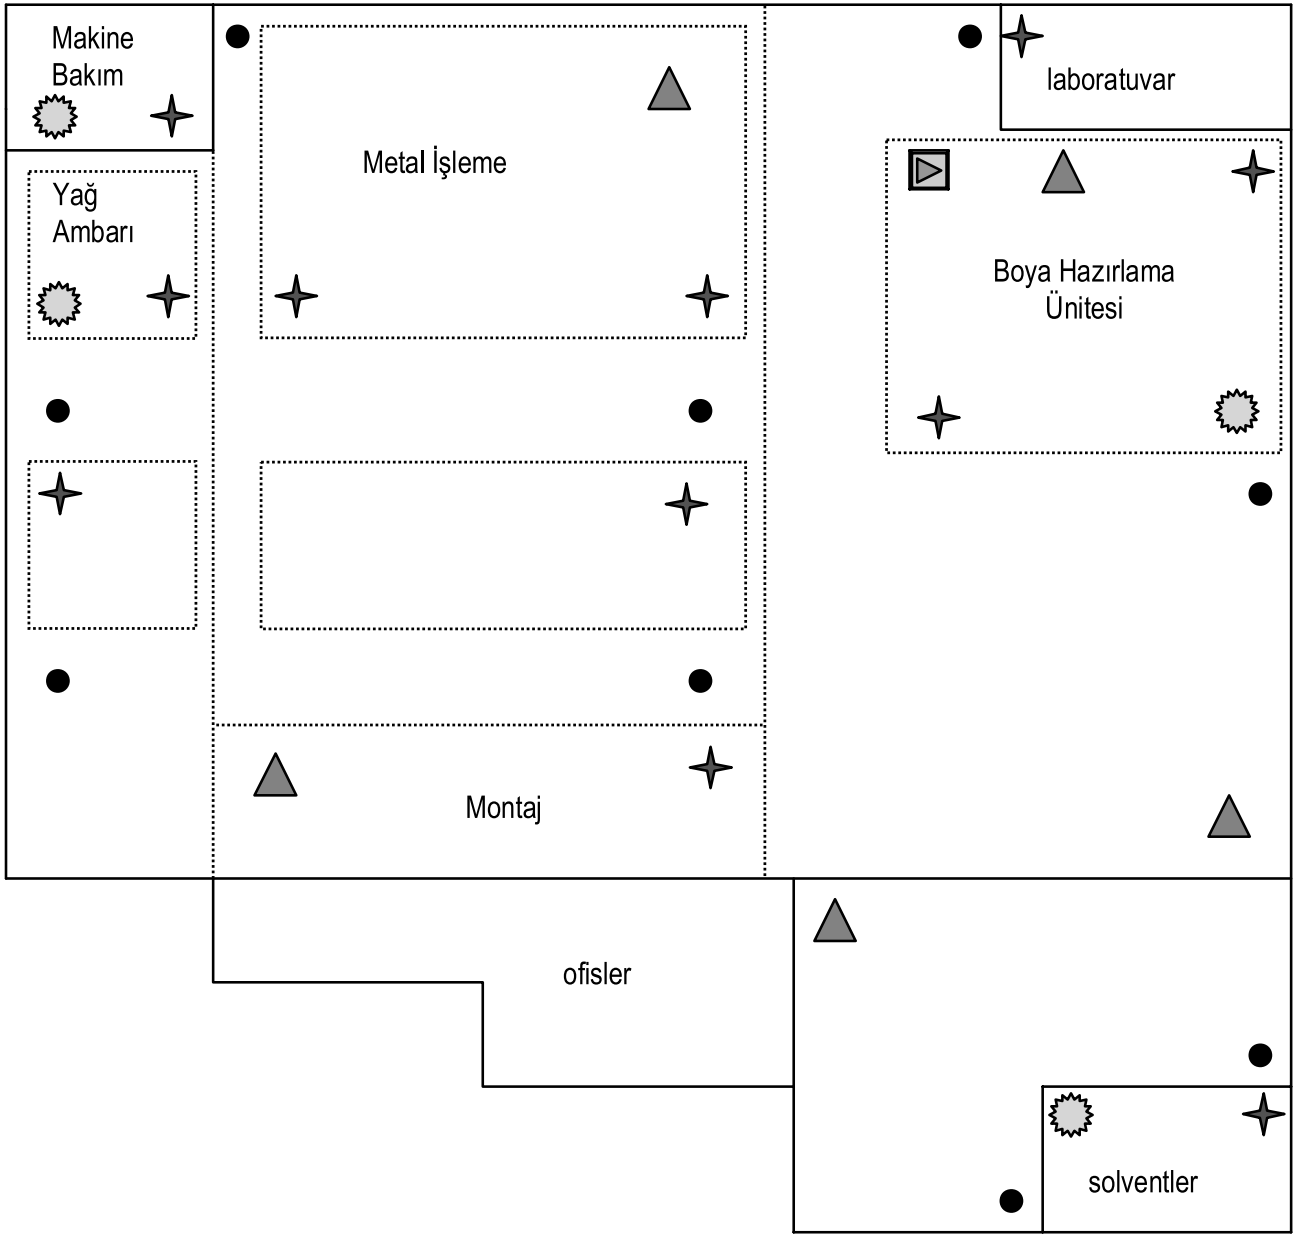 Makine
Bakım
laboratuvar
Metal İşleme
Yağ
Ambarı
Boya Hazırlama
Ünitesi
Montaj
ofisler
solventler